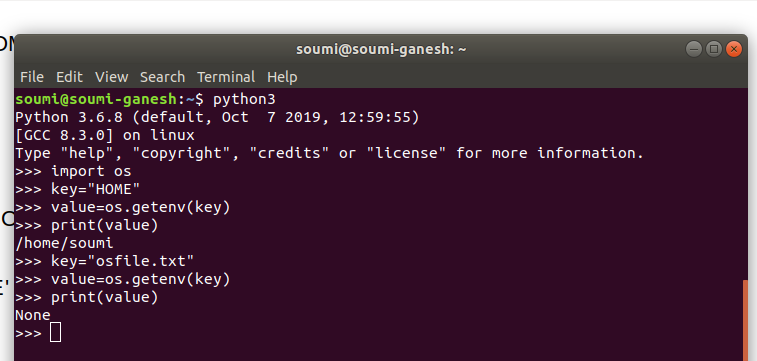 OM
soumi@soumi-ganesh: ~
File Edit View Search Terminal Help
soumi@soumi-ganesh:~$ python3
Python 3.6.8 (default, Oct  7 2019, 12:59:55)
[GCC 8.3.0] on linux
Type "help", "copyright", "credits" or "license" for more information.
>>> import os
>>> key="HOME"
>>> value=os.getenv(key)
>>> print(value)
/home/soumi
>>> key="osfile.txt"
>>> value=os.getenv(key)
>>> print(value)
None
>>>